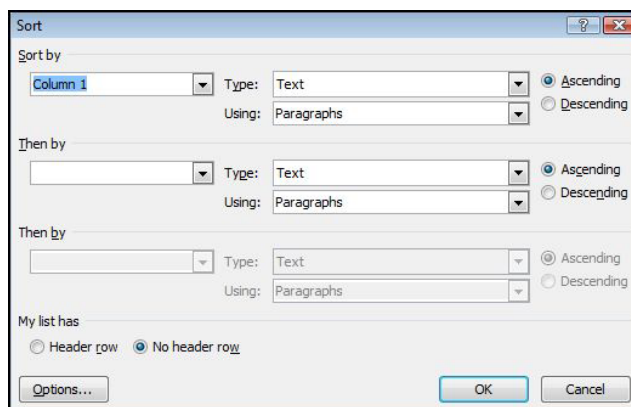 Sort
Sort by
Column 1 Type: Text Ascending
Using: Paragraphs Descending
Then by
Type: Text Ascending
Using: Paragraphs Descending
Then by
Type: Text Ascending
Using: Paragraphs Descending
My list has
Header row No header row
Options... OK Cancel